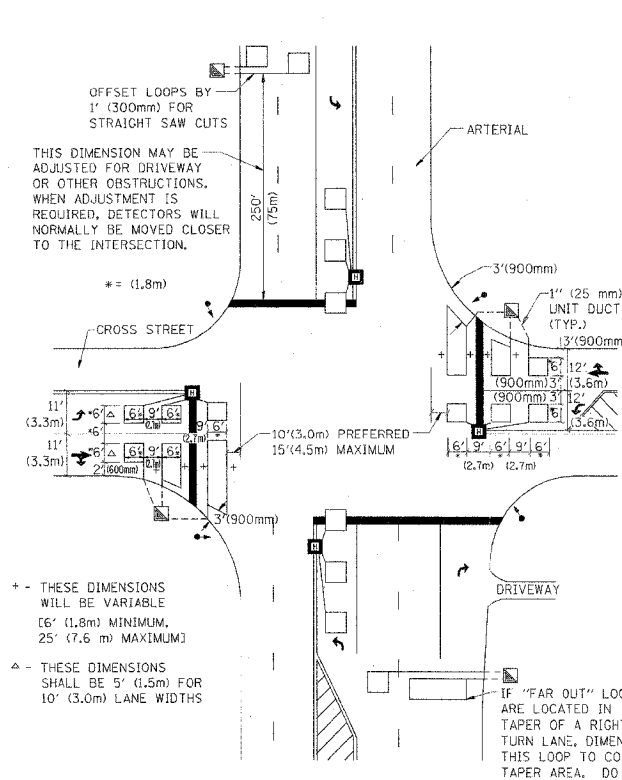 OFFSET LOOPS BY
1' (300mm) FOR
STRAIGHT SAW CUTS
THIS DIMENSION MAY BE
ADJUSTED FOR DRIVEWAY
OR OTHER OBSTRUCTIONS.
WHEN ADJUSTMENT IS
REQUIRED, DETECTORS WILL
NORMALLY BE MOVED CLOSER
TO THE INTERSECTION.
* = (1.8m)
250'
(75m)
ARTERIAL
3'(900mm)
1" (25 mm)
UNIT DUCT
(TYP.)
3'(900mm
CROSS STREET
H
H
H
H
11'
(3.3m)
11'
(3.3m)
*6' △ 6' 9' 6'
(2.7m)
*6'
*6' △ 6' 9' 6'
(2.7m)
2' (600mm)
9' 6'
(2.7m) *
10'(3.0m) PREFERRED
15'(4.5m) MAXIMUM
*6' 12'
(900mm) 3' (3.6m)
(900mm) 3' 12'
*6'
(3.6m)
6' 9' 6' 9' 6'
* * *
(2.7m) (2.7m)
3'(900mm)
+ - THESE DIMENSIONS
WILL BE VARIABLE
[6' (1.8m) MINIMUM,
25' (7.6 m) MAXIMUM]
△ - THESE DIMENSIONS
SHALL BE 5' (1.5m) FOR
10' (3.0m) LANE WIDTHS
DRIVEWAY
IF "FAR OUT" LOO
ARE LOCATED IN
TAPER OF A RIGHT
TURN LANE, DIMEN
THIS LOOP TO CO
TAPER AREA. DO